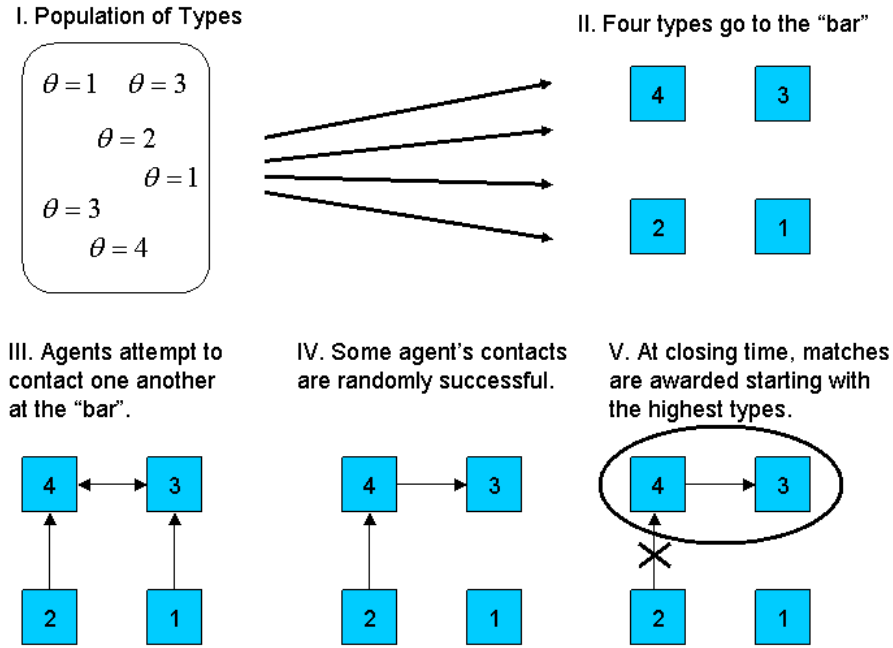 I. Population of Types
θ = 1 θ = 3
θ = 2
θ = 1
θ = 3
θ = 4
II. Four types go to the “bar”
4 3
2 1
III. Agents attempt to
contact one another
at the “bar”.
4 3
2 1
IV. Some agent’s contacts
are randomly successful.
4 3
2 1
V. At closing time, matches
are awarded starting with
the highest types.
4 3
2 1